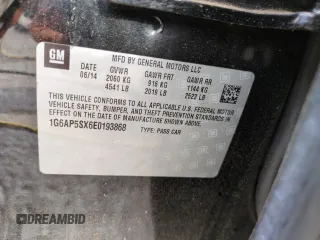 GM
MFD BY GENERAL MOTORS LLC
06/14 GVWR GAWR FRT GAWR RR
2060 KG 916 KG 1144 KG
4541 LB 2019 LB 2522 LB
THIS VEHICLE CONFORMS TO ALL APPLICABLE U.S. FEDERAL
MOTOR VEHICLE SAFETY, BUMPER, AND THEFT PREVENTION
STANDARDS IN EFFECT ON THE DATE OF MANUFACTURE SHOWN ABOVE.
1G6AP5SX6E0193868 TYPE: PASS CAR
DREAMBID